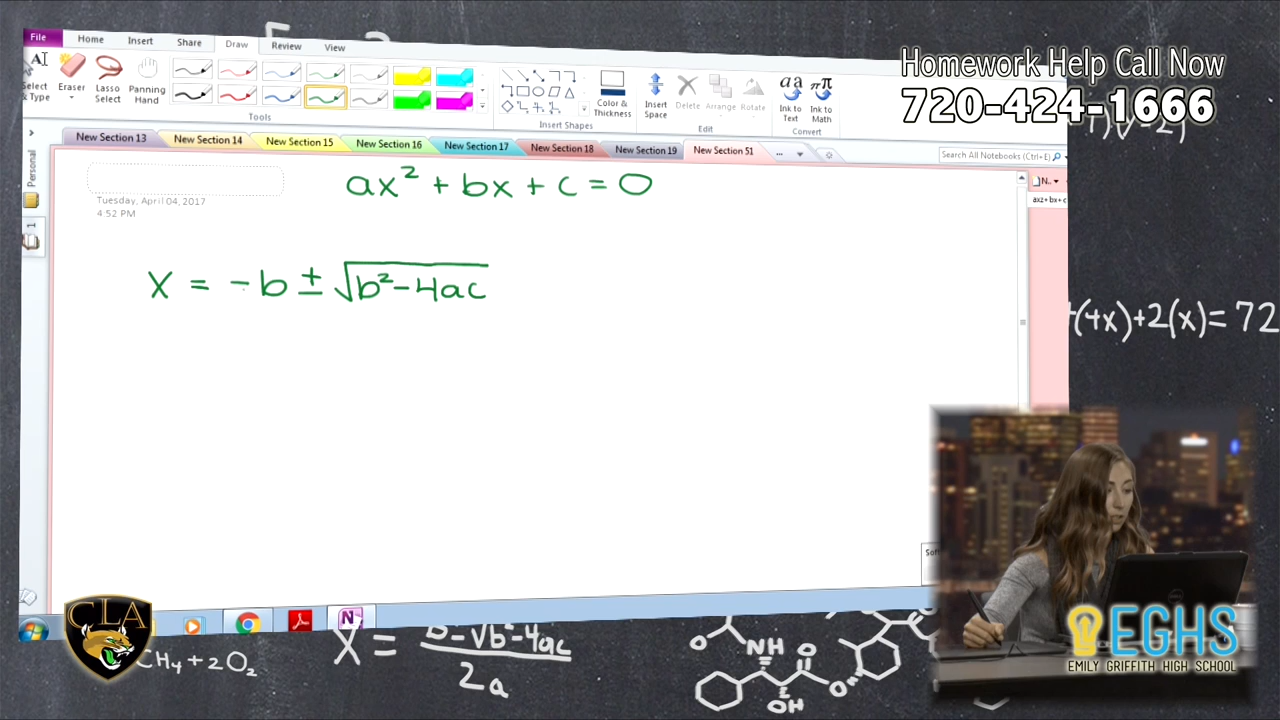 Homework Help Call Now
720-424-1666
File Home Insert Share Draw Review View
Select & Type
Eraser
Lasso Select
Panning Hand
Tools
Insert Shapes
Color & Thickness
Insert Space
Delete
Arrange
Rotate
Edit
Ink to Text
Ink to Math
Convert
New Section 13 New Section 14 New Section 15 New Section 16 New Section 17 New Section 18 New Section 19 New Section 51 ...
Search All Notebooks (Ctrl+E)
Personal
1
N..
ax2+bx+c
ax² + bx + c = 0
Tuesday, April 04, 2017
4:52 PM
x = -b ± √b²-4ac
(4x)+2(x)=72
CLA
CH₄ + 2O₂
X = b-√b²-4ac
2a
NH
O
O
O
OH
DELL
EGHS
EMILY GRIFFITH HIGH SCHOOL